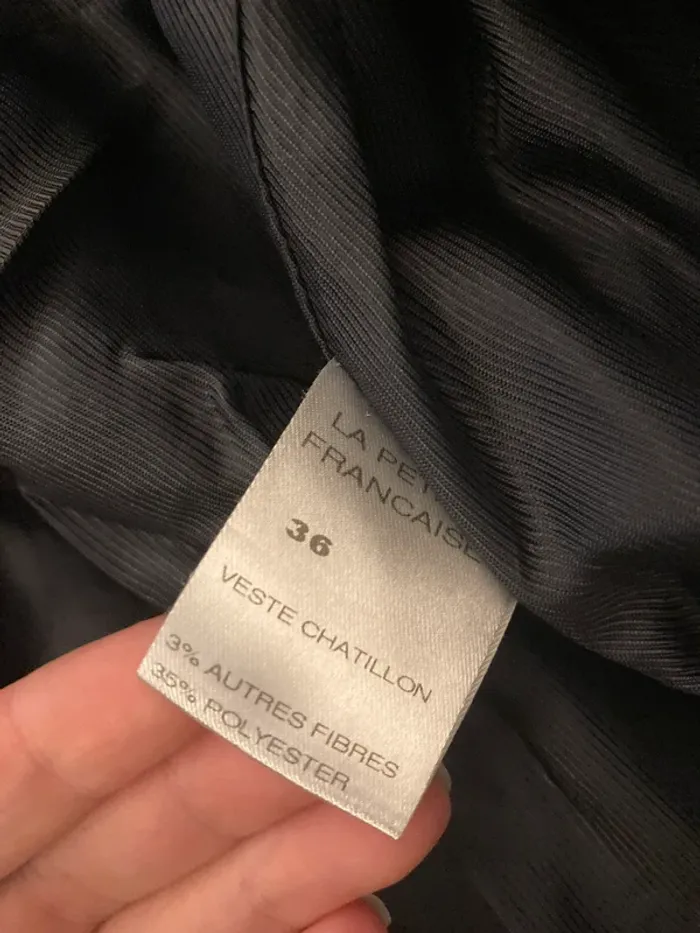 LA
FRANCAISE
36
VESTE CHATILLON
3% AUTRES FIBRES
35% POLYESTER